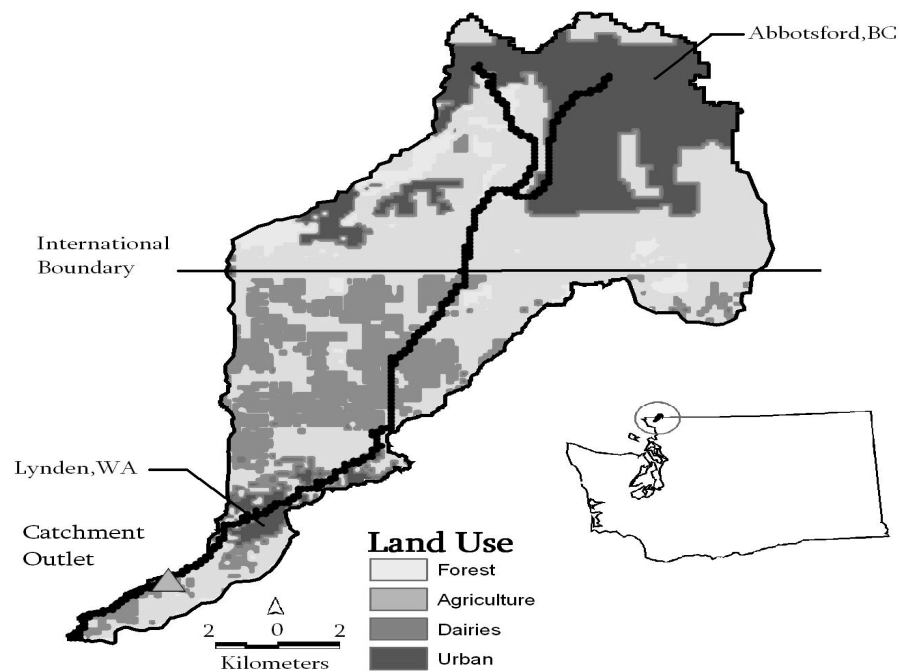 Abbotsford,BC
International
Boundary
Lynden,WA
Catchment
Outlet
Land Use
Forest
Agriculture
Dairies
Urban
2 0 2
Kilometers